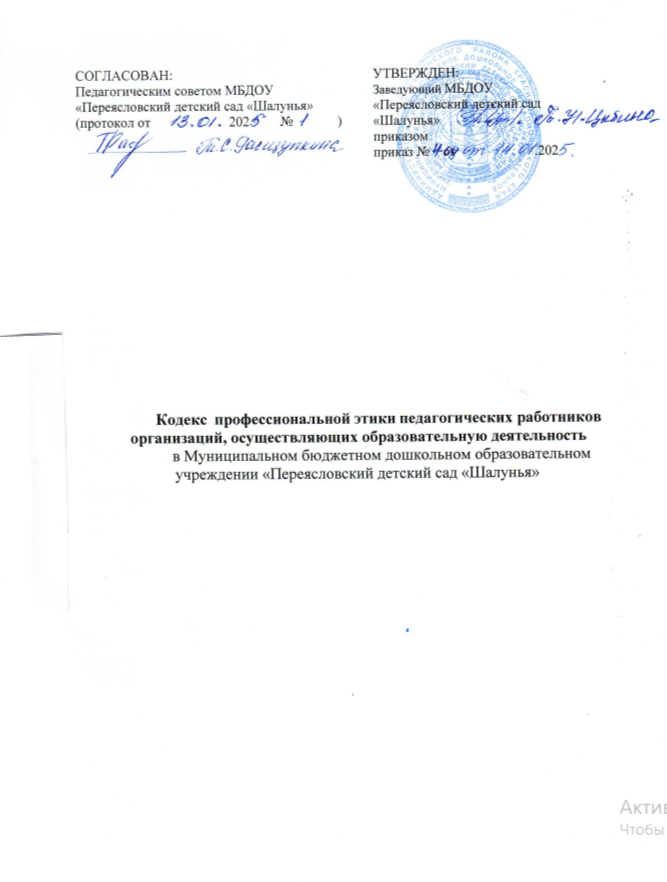 СОГЛАСОВАН:
Педагогическим советом МБДОУ
«Переясловский детский сад «Шалунья»
(протокол от 13.01. 2025 № 1 )
УТВЕРЖДЕН:
Заведующий МБДОУ
«Переясловский детский сад
«Шалунья»
приказом
приказ № от 14.01.2025.
Кодекс профессиональной этики педагогических работников
организаций, осуществляющих образовательную деятельность
в Муниципальном бюджетном дошкольном образовательном
учреждении «Переясловский детский сад «Шалунья»
Актив
Чтобы